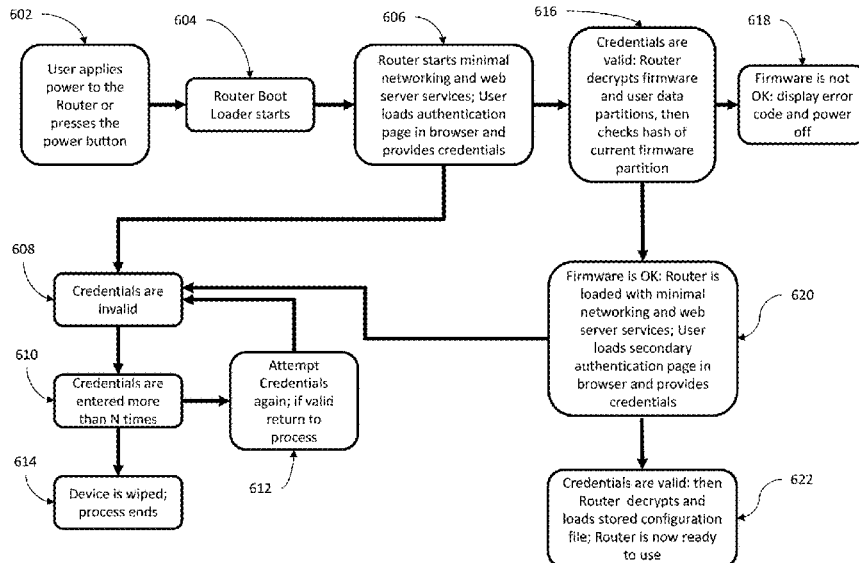 602
User applies
power to the
Router or
presses the
power button
604
Router Boot
Loader starts
606
Router starts minimal
networking and web
server services; User
loads authentication
page in browser and
provides credentials
616
Credentials are
valid: Router
decrypts firmware
and user data
partitions, then
checks hash of
current firmware
partition
618
Firmware is not
OK: display error
code and power
off
608
Credentials are
invalid
610
Credentials are
entered more
than N times
Attempt
Credentials
again; if valid
return to
process
612
614
Device is wiped;
process ends
Firmware is OK: Router is
loaded with minimal
networking and web
server services; User
loads secondary
authentication page in
browser and provides
credentials
620
Credentials are valid: then
Router decrypts and
loads stored configuration
file; Router is now ready
to use
622